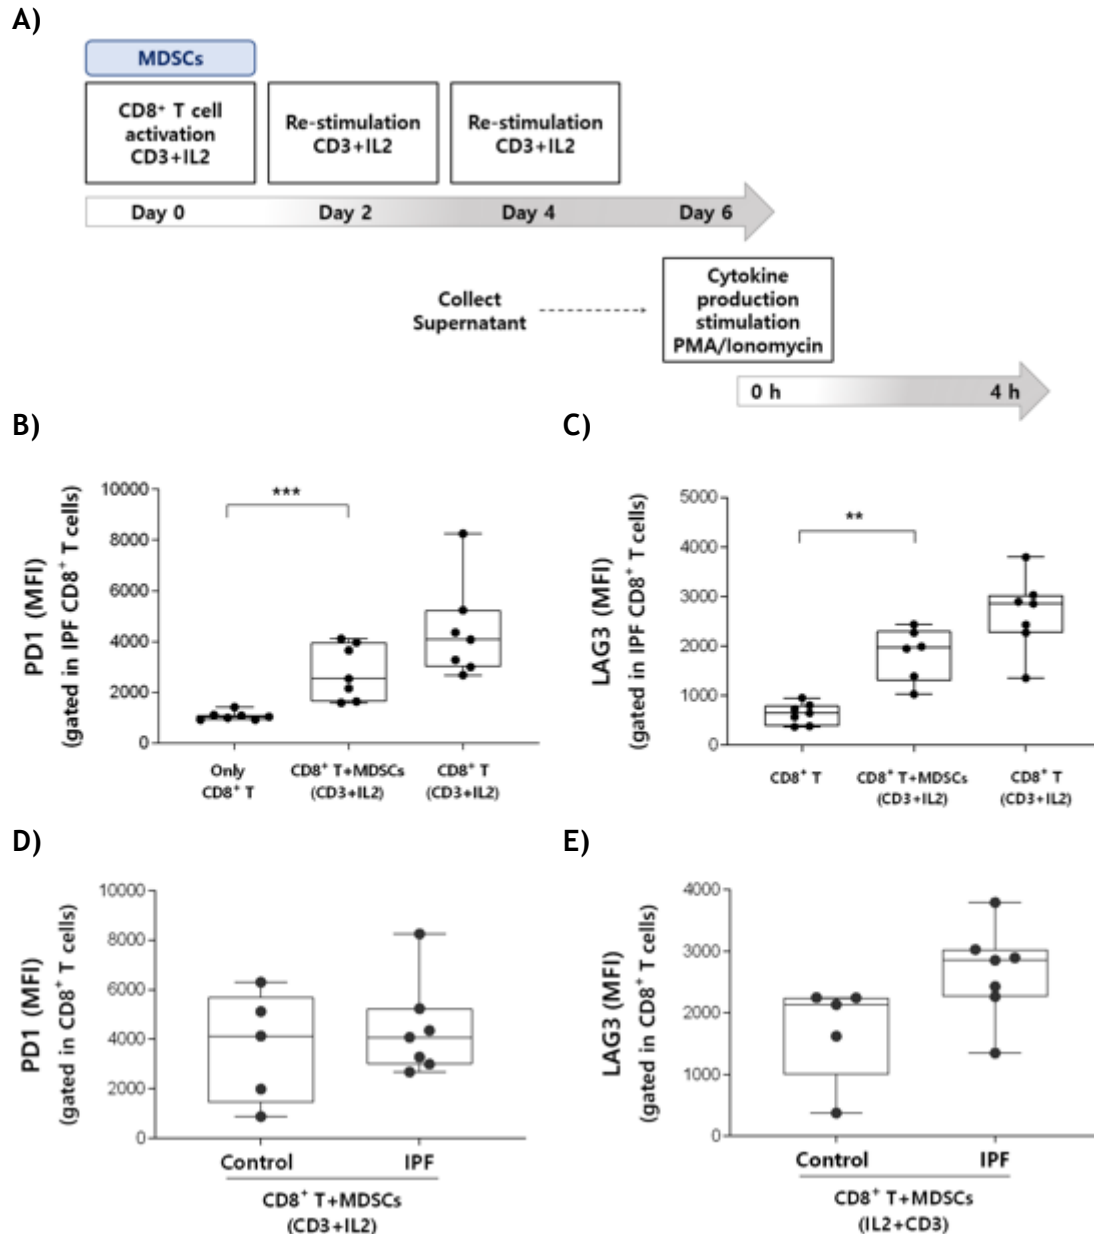 A)
MDSCs
CD8⁺ T cell
activation
CD3+IL2
Re-stimulation
CD3+IL2
Re-stimulation
CD3+IL2
Day 0
Day 2
Day 4
Day 6
Collect
Supernatant
Cytokine
production
stimulation
PMA/Ionomycin
0 h
4 h
B)
PD1 (MFI)
(gated in IPF CD8⁺ T cells)
10000
8000
6000
4000
2000
0
***
Only
CD8⁺ T
CD8⁺ T+MDSCs
(CD3+IL2)
CD8⁺ T
(CD3+IL2)
C)
LAG3 (MFI)
(gated in IPF CD8⁺ T cells)
5000
4000
3000
2000
1000
0
**
CD8⁺ T
CD8⁺ T+MDSCs
(CD3+IL2)
CD8⁺ T
(CD3+IL2)
D)
PD1 (MFI)
(gated in CD8⁺ T cells)
10000
8000
6000
4000
2000
0
Control
IPF
CD8⁺ T+MDSCs
(CD3+IL2)
E)
LAG3 (MFI)
(gated in CD8⁺ T cells)
4000
3000
2000
1000
0
Control
IPF
CD8⁺ T+MDSCs
(IL2+CD3)